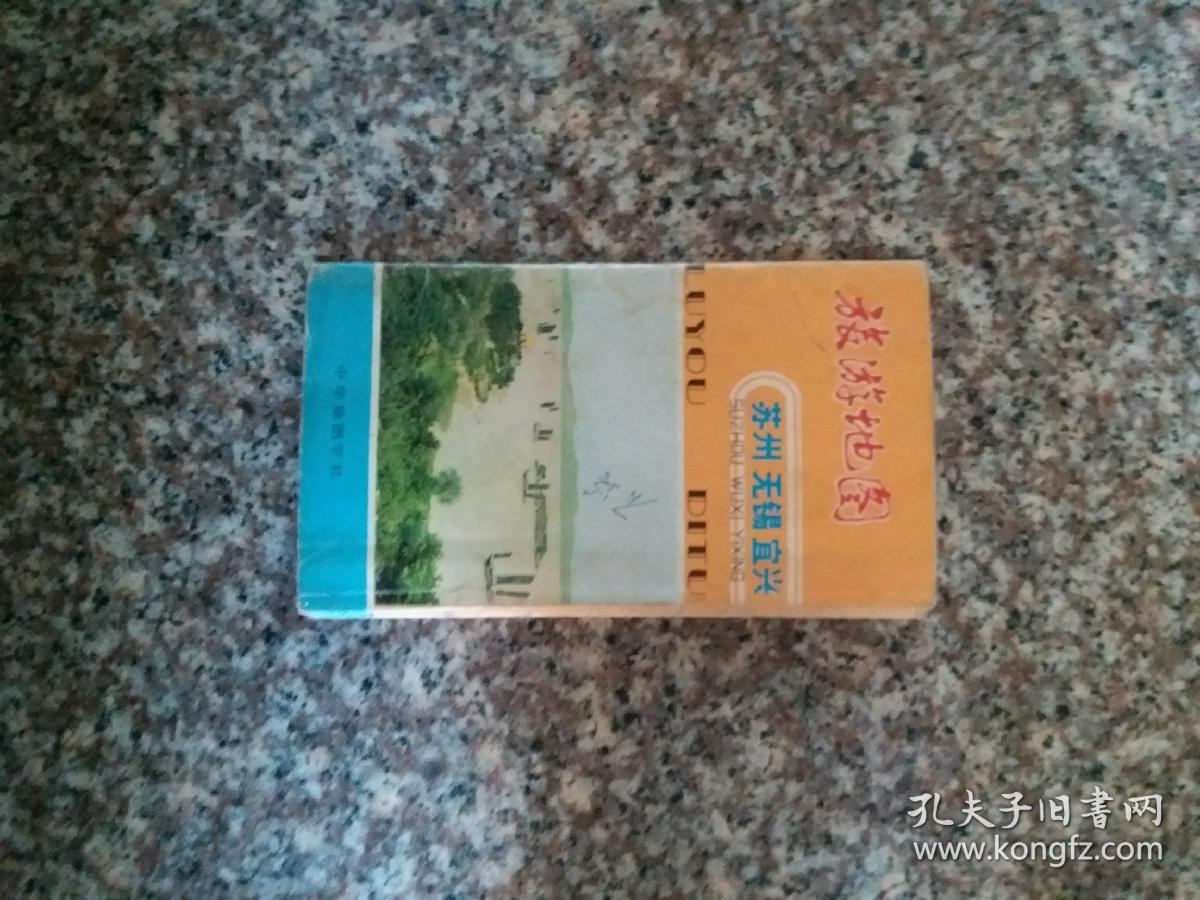 旅游地图
苏州 无锡 宜兴
SUZHOU WUXI YIXING
LUYOU DITU
中华地图学社
孔夫子旧书网
www.kongfz.com